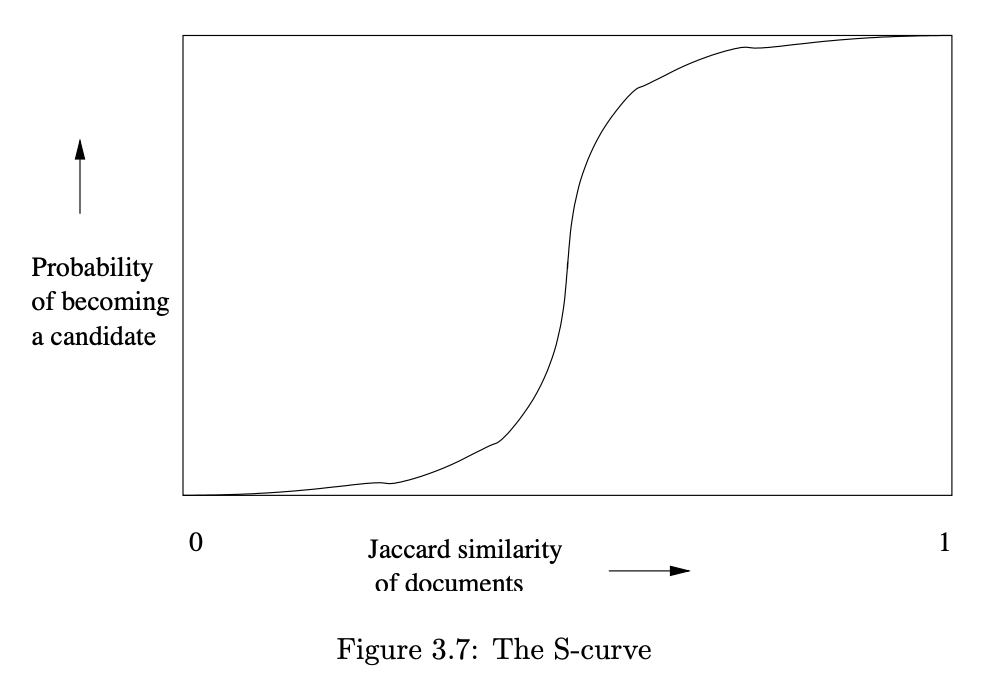 Probability
of becoming
a candidate
0
1
Jaccard similarity
of documents
Figure 3.7: The S-curve